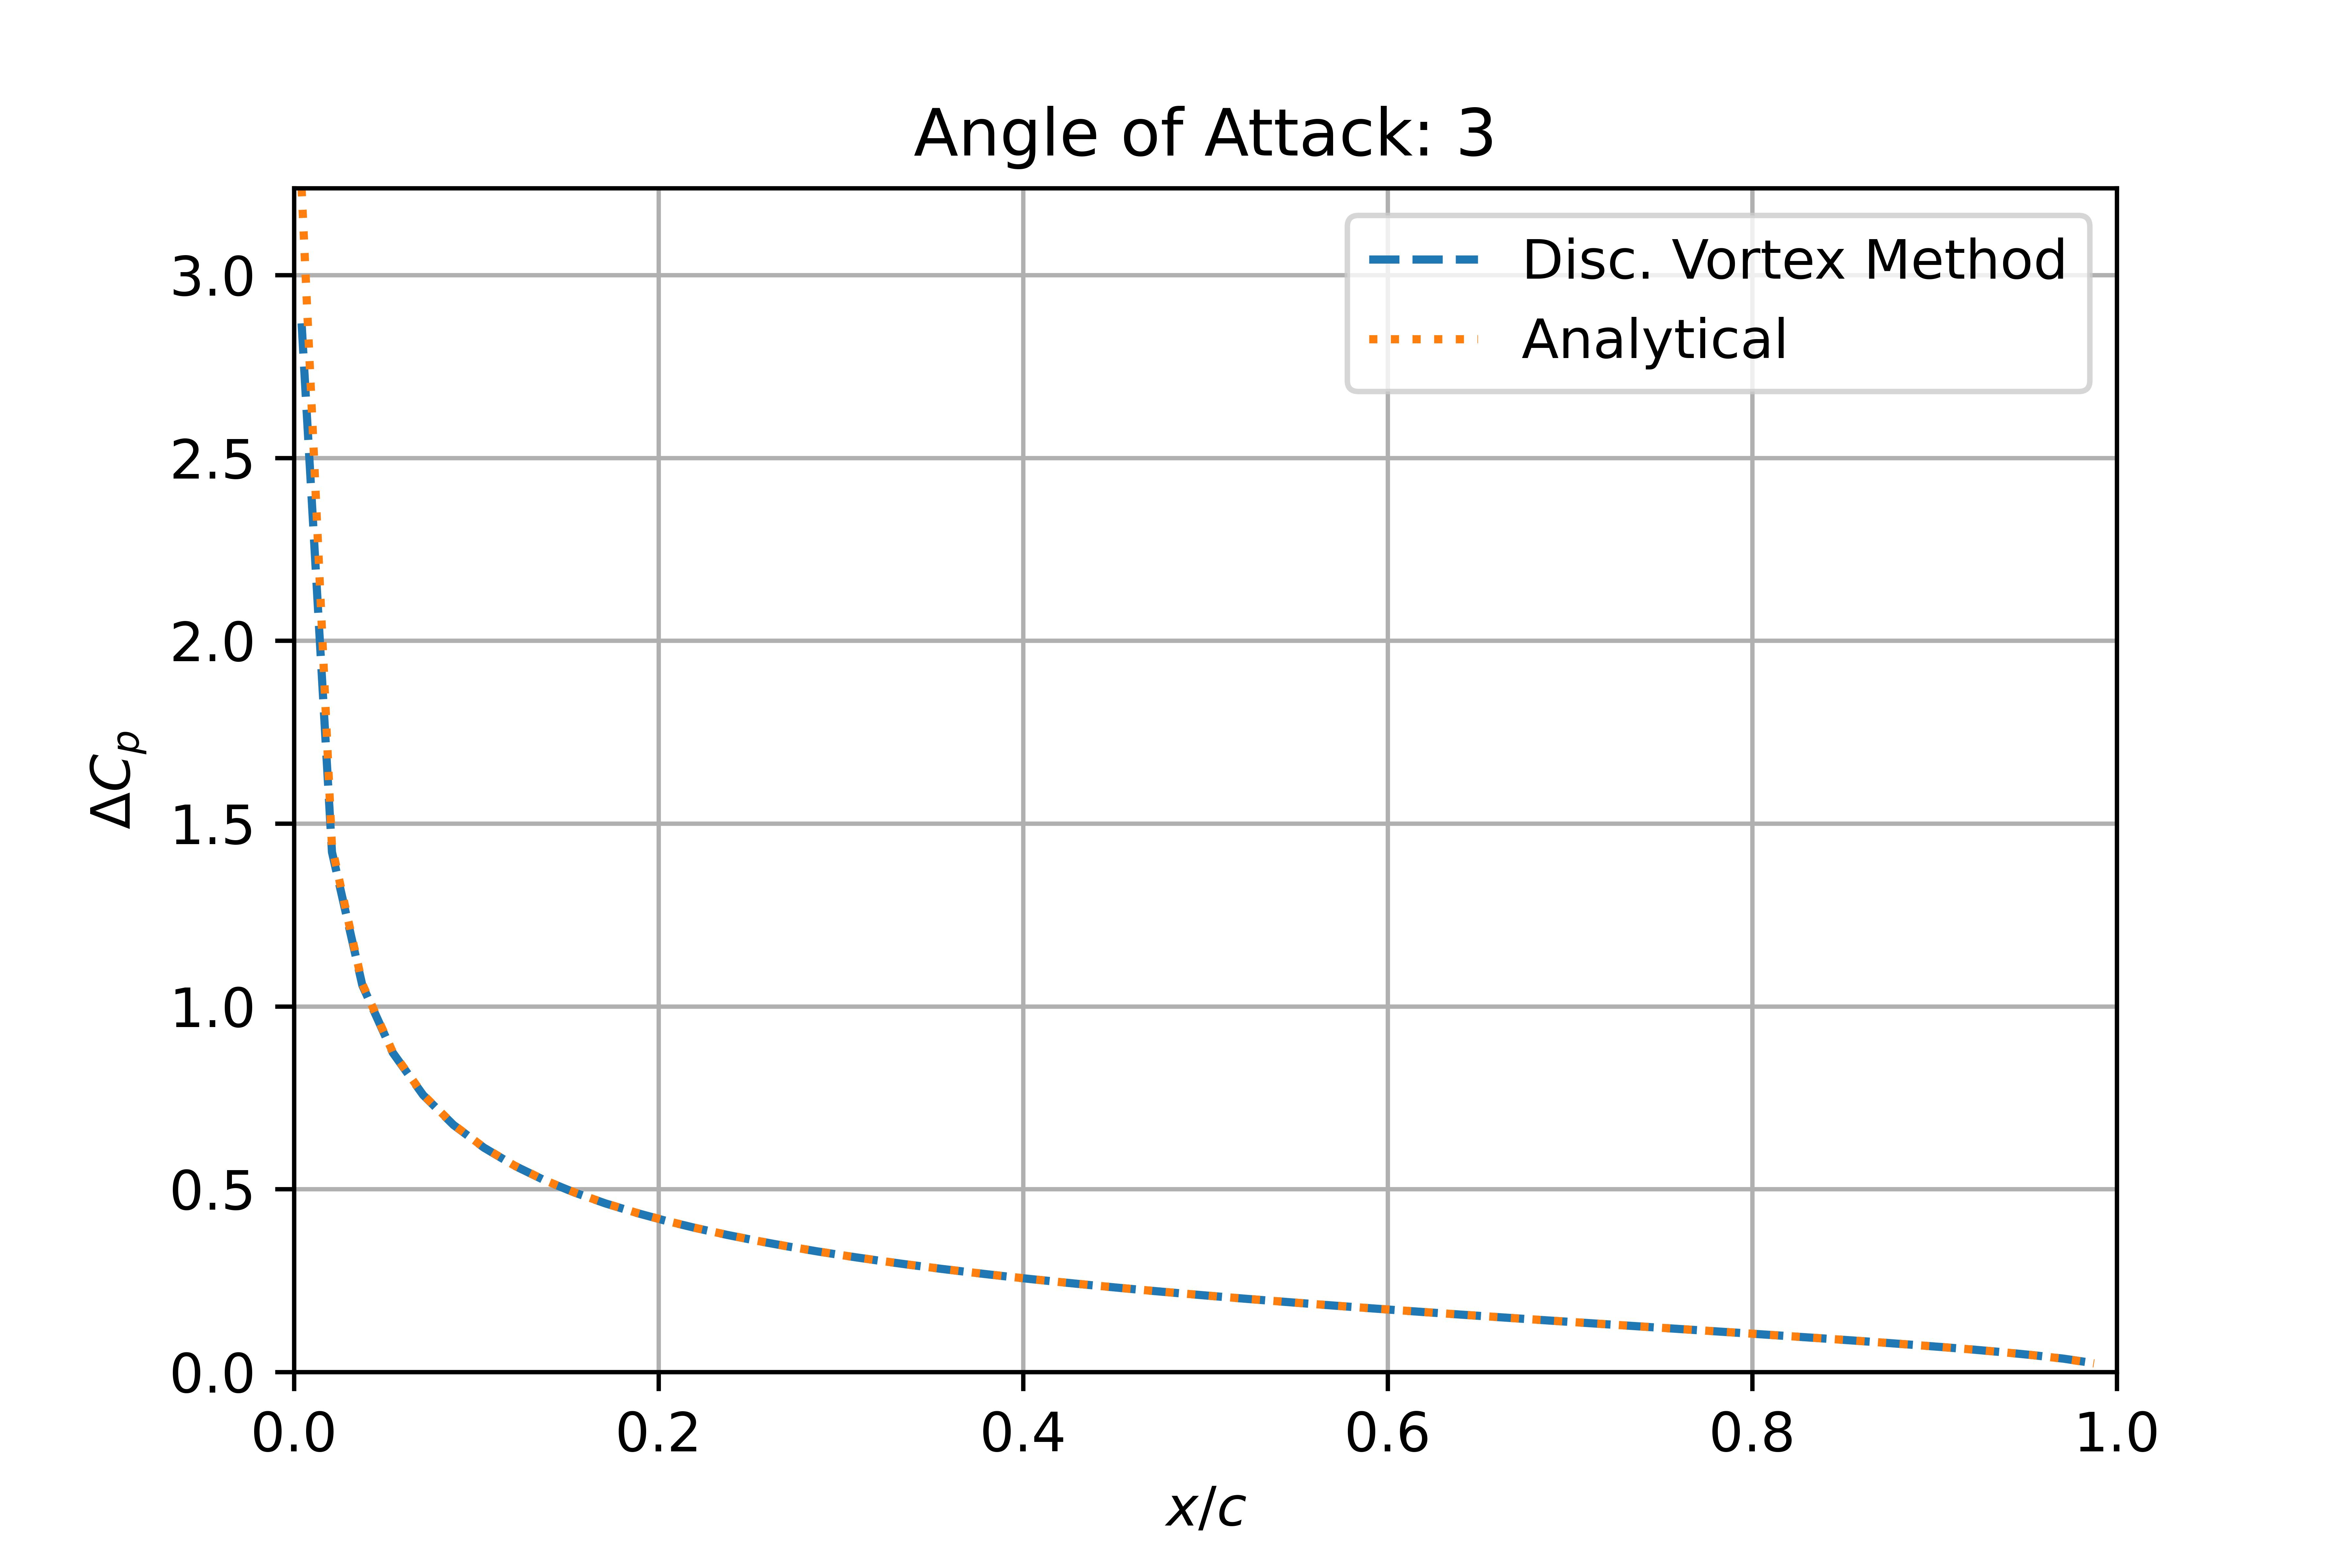 Angle of Attack: 3
Disc. Vortex Method
Analytical
3.0
2.5
2.0
1.5
1.0
0.5
0.0
ΔCp
0.0 0.2 0.4 0.6 0.8 1.0
x/c